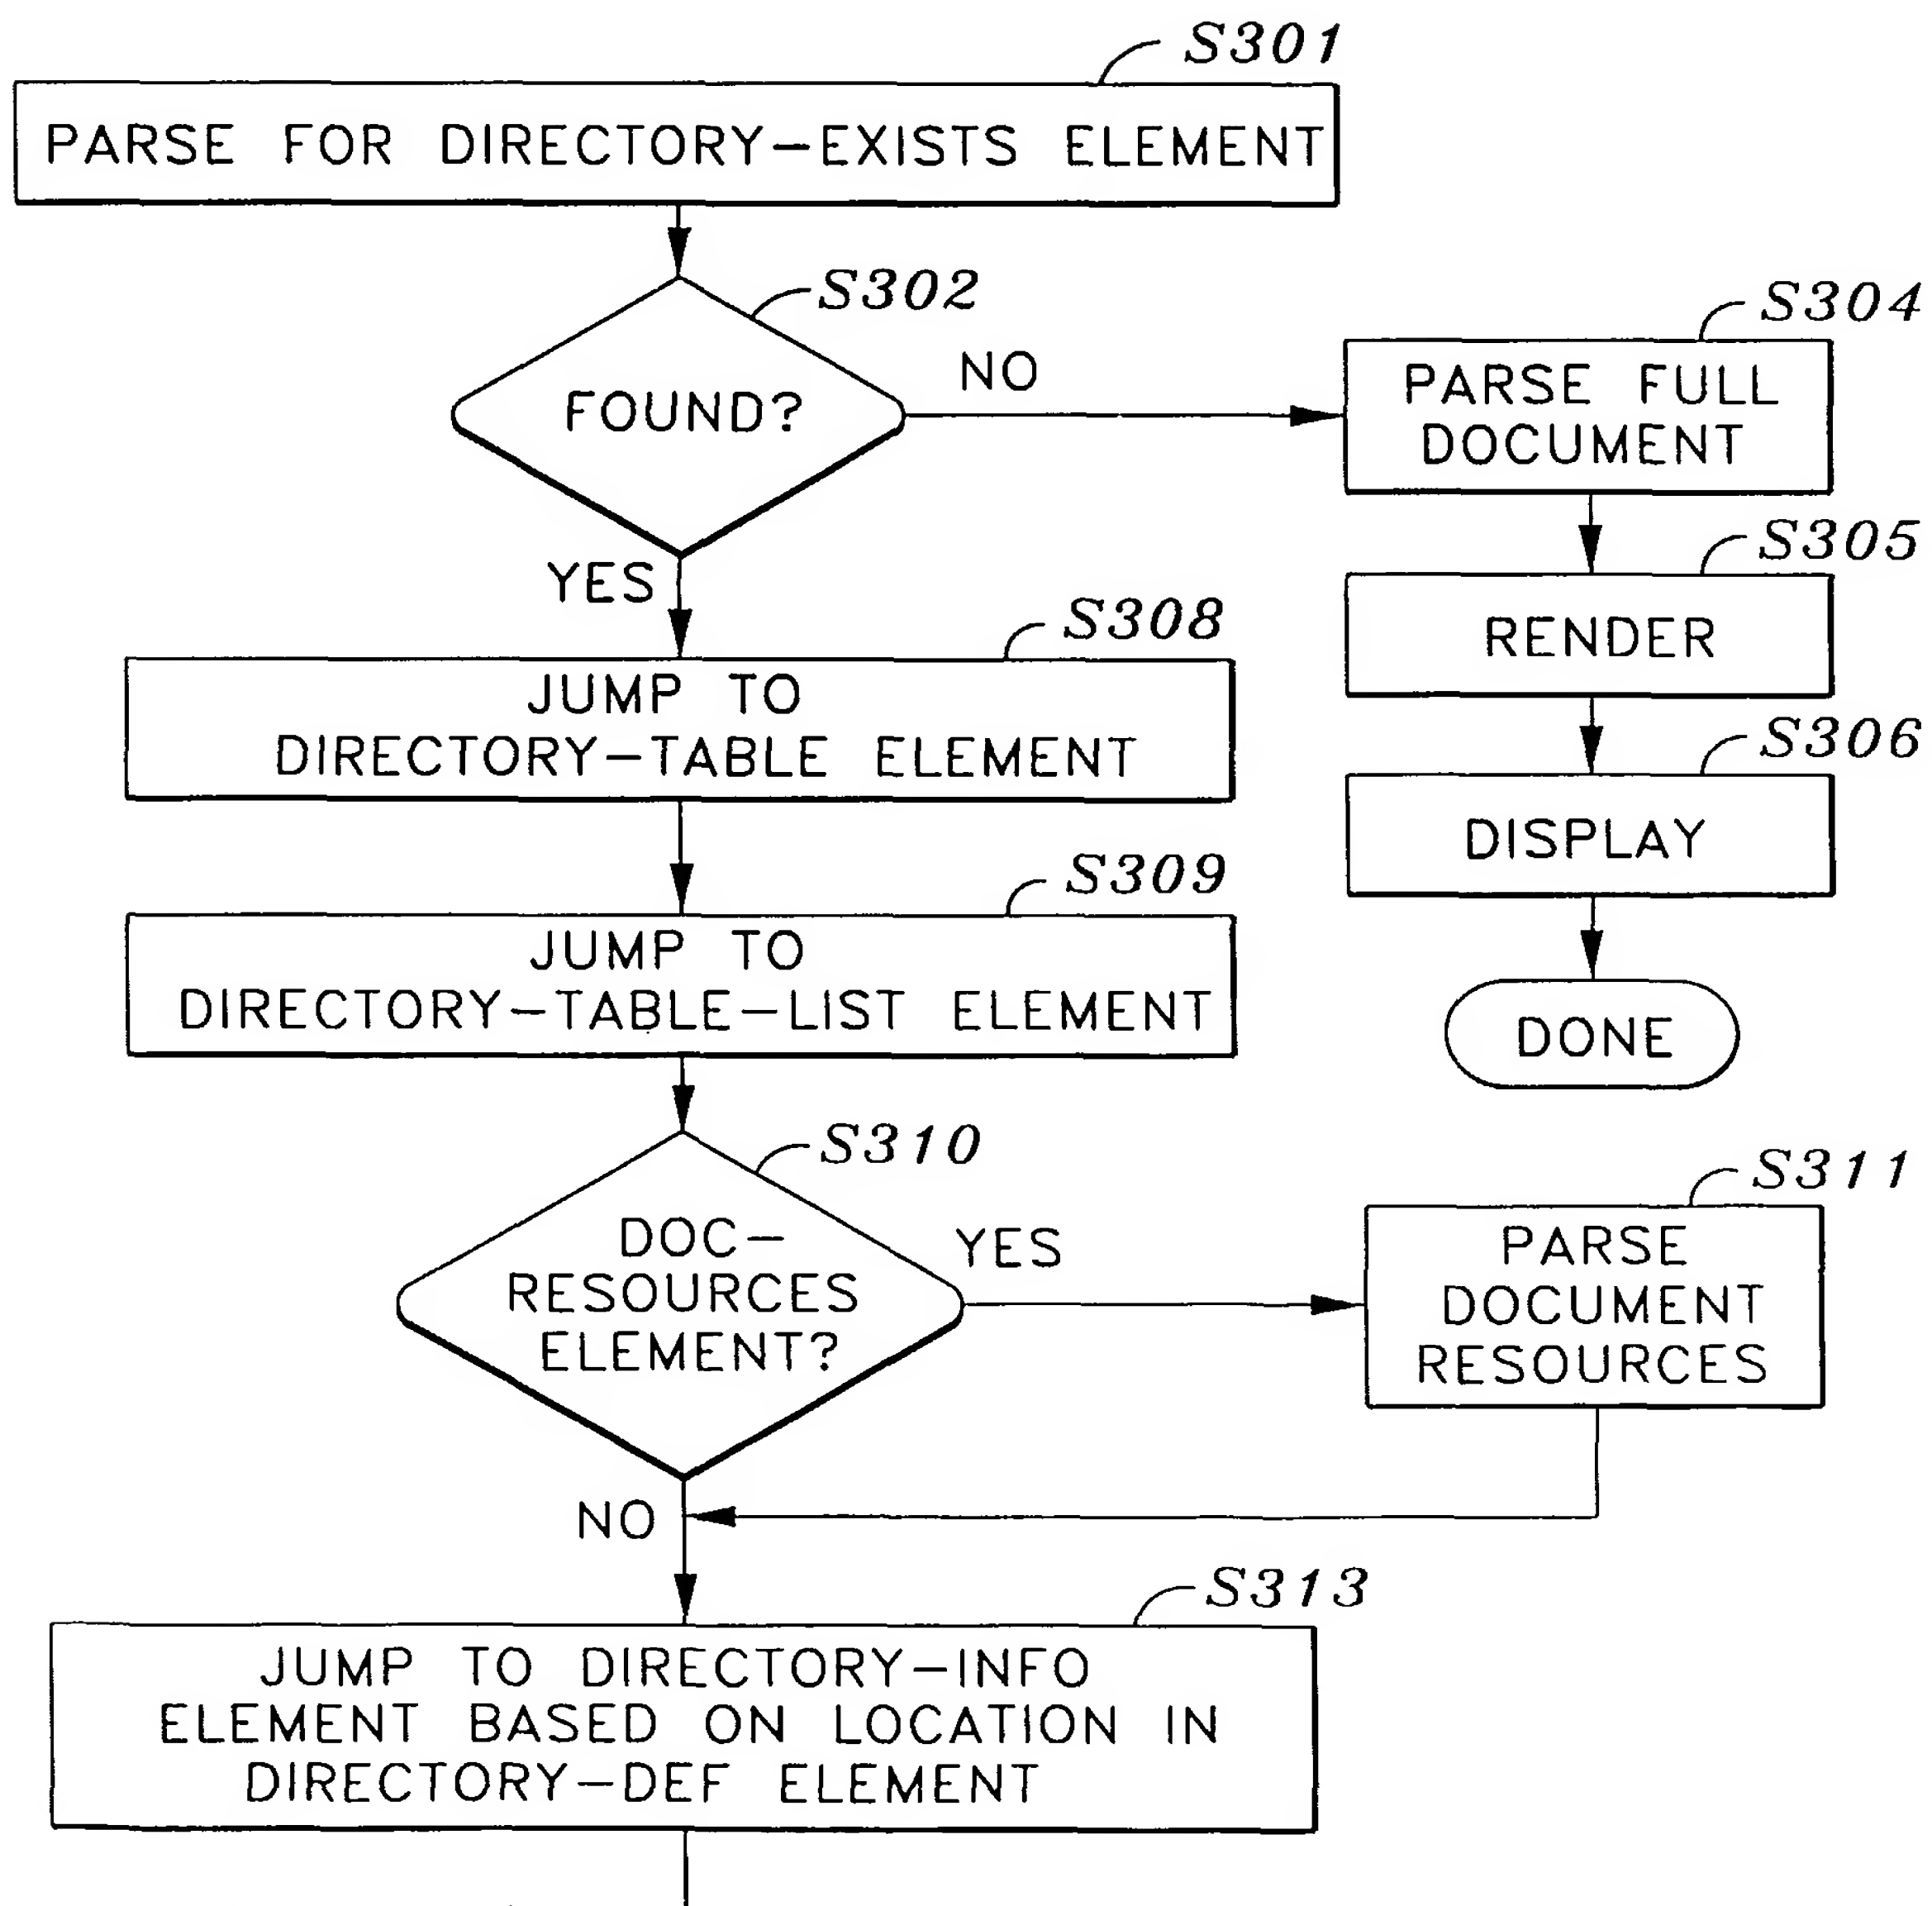 S301
PARSE FOR DIRECTORY-EXISTS ELEMENT
S302
FOUND?
NO
YES
S304
PARSE FULL
DOCUMENT
S305
RENDER
S306
DISPLAY
DONE
S308
JUMP TO
DIRECTORY-TABLE ELEMENT
S309
JUMP TO
DIRECTORY-TABLE-LIST ELEMENT
S310
DOC-
RESOURCES
ELEMENT?
YES
NO
S311
PARSE
DOCUMENT
RESOURCES
S313
JUMP TO DIRECTORY-INFO
ELEMENT BASED ON LOCATION IN
DIRECTORY-DEF ELEMENT